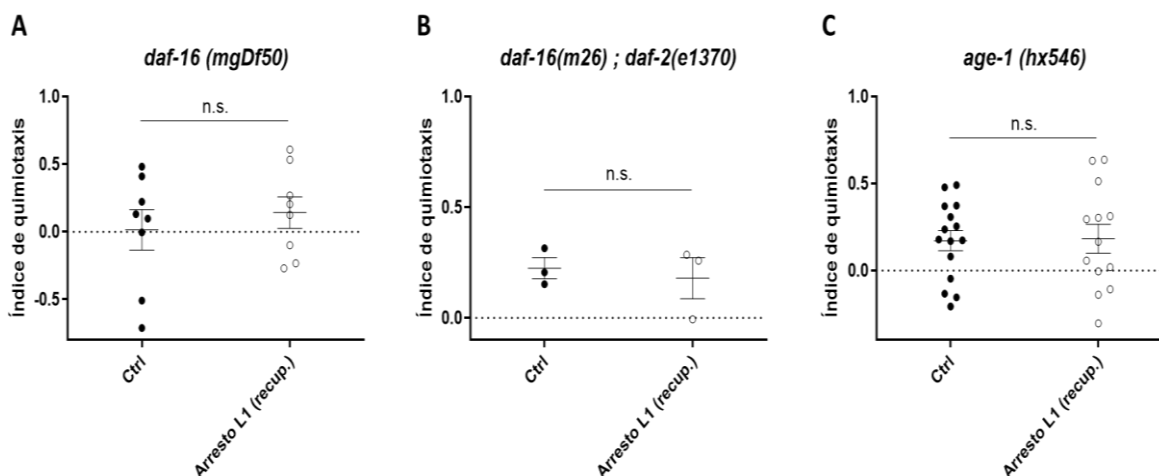 A
daf-16 (mgDf50)
Índice de quimiotaxis
1.0
0.5
0.0
-0.5
n.s.
Ctrl
Arresto L1 (recup.)
B
daf-16(m26) ; daf-2(e1370)
Índice de quimiotaxis
1.0
0.5
0.0
n.s.
Ctrl
Arresto L1 (recup.)
C
age-1 (hx546)
Índice de quimiotaxis
1.0
0.5
0.0
n.s.
Ctrl
Arresto L1 (recup.)